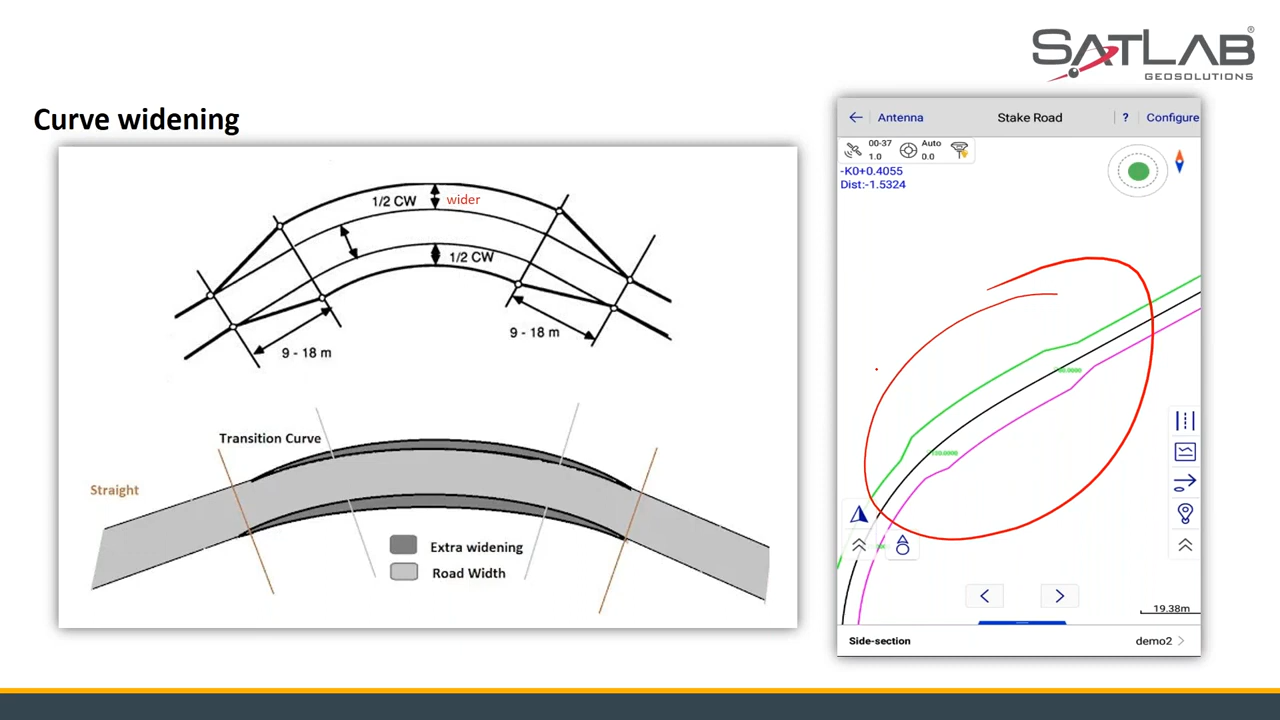 SATLAB®
GEOSOLUTIONS
Curve widening
1/2 CW
wider
1/2 CW
9 - 18 m
9 - 18 m
Transition Curve
Straight
Extra widening
Road Width
Antenna
Stake Road
?
Configure
00-37
1.0
Auto
0.0
-K0+0.4055
Dist:-1.5324
19.38m
Side-section
demo2